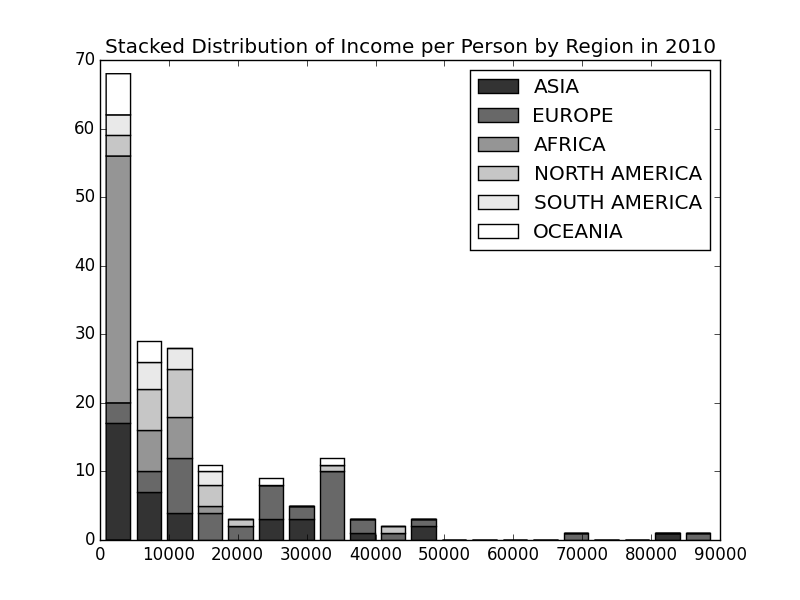 Stacked Distribution of Income per Person by Region in 2010
70
60
50
40
30
20
10
0
ASIA
EUROPE
AFRICA
NORTH AMERICA
SOUTH AMERICA
OCEANIA
0 10000 20000 30000 40000 50000 60000 70000 80000 90000